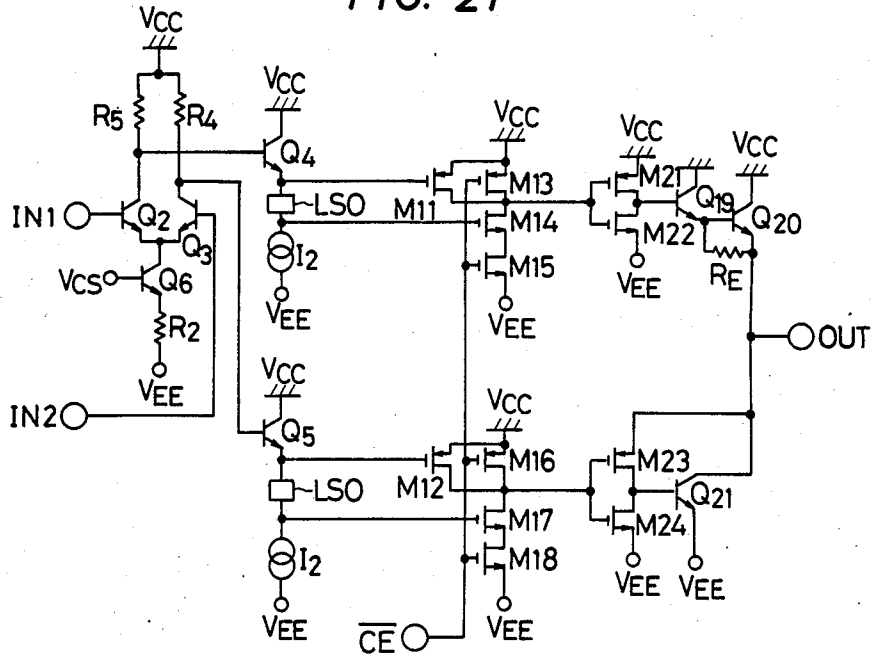 FIG. 21
VCC
R5
R4
VCC
Q4
LSO
I2
VEE
IN1
Q2
Q3
VCS
Q6
R2
VEE
IN2
VCC
M11
M13
M14
M15
VEE
VCC
M21
M22
VEE
Q19
VCC
Q20
RE
OUT
VCC
Q5
LSO
I2
VEE
VCC
M12
M16
M17
M18
VEE
M23
M24
VEE
Q21
VEE
CE